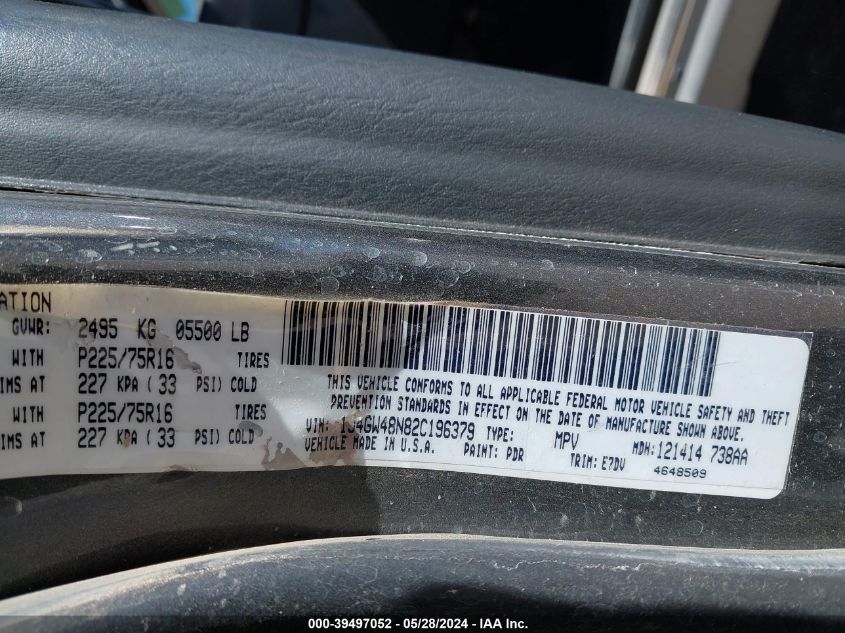 ATION
GVWR: 2495 KG 05500 LB
WITH P225/75R16 TIRES
IMS AT 227 KPA ( 33 PSI) COLD
WITH P225/75R16 TIRES
IMS AT 227 KPA ( 33 PSI) COLD
THIS VEHICLE CONFORMS TO ALL APPLICABLE FEDERAL MOTOR VEHICLE SAFETY AND THEFT
PREVENTION STANDARDS IN EFFECT ON THE DATE OF MANUFACTURE SHOWN ABOVE.
VIN: 1J4GW48N82C196379 TYPE: MPV MDH: 121414 738AA
VEHICLE MADE IN U.S.A. PAINT: PDR TRIM: E7DV 4648509
000-39497052 - 05/28/2024 - IAA Inc.